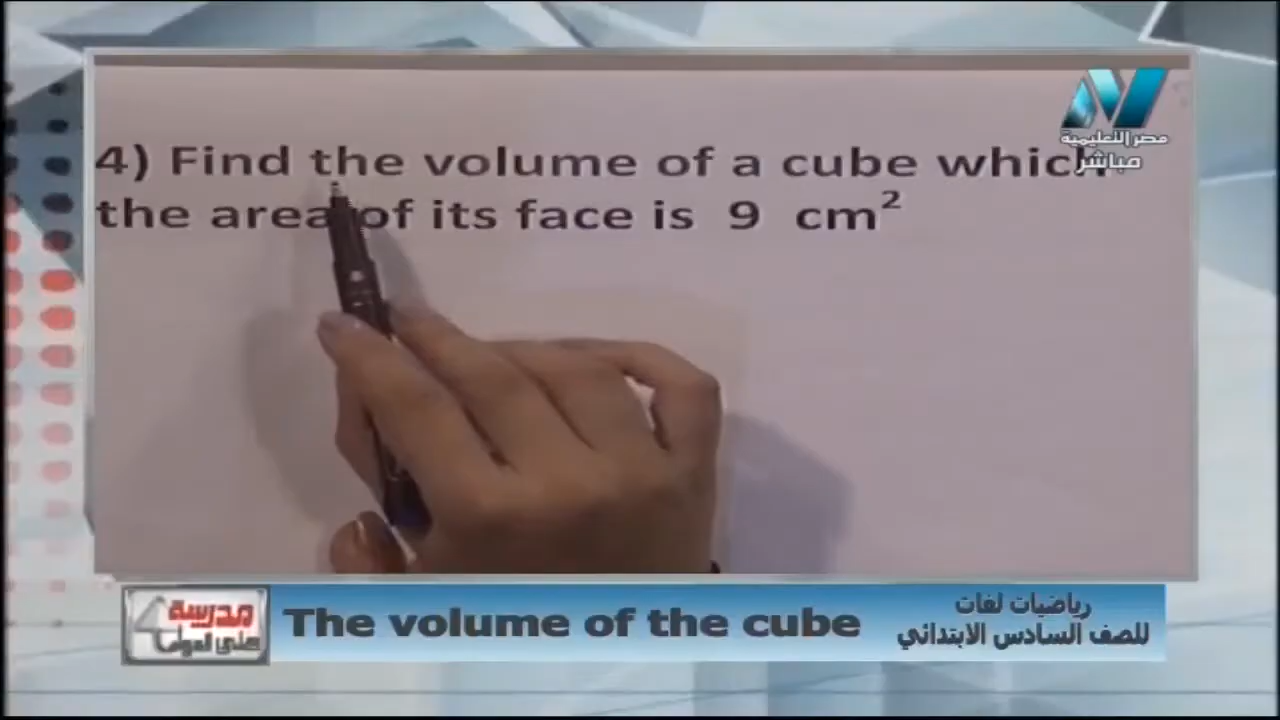 4) Find the volume of a cube which
the area of its face is 9 cm²
مصر التعليمية
مباشر
مدرسة
على الهواء
The volume of the cube
رياضيات لغات
للصف السادس الابتدائي